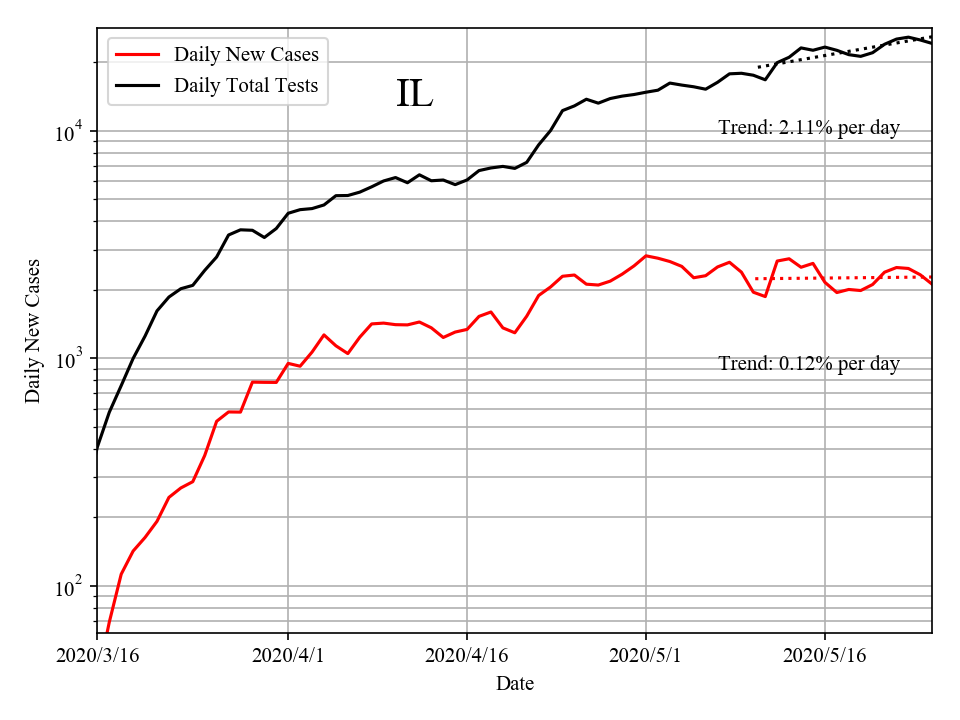 Daily New Cases
Daily Total Tests
IL
10^4
Trend: 2.11% per day
Daily New Cases
10^3
Trend: 0.12% per day
10^2
2020/3/16
2020/4/1
2020/4/16
2020/5/1
2020/5/16
Date